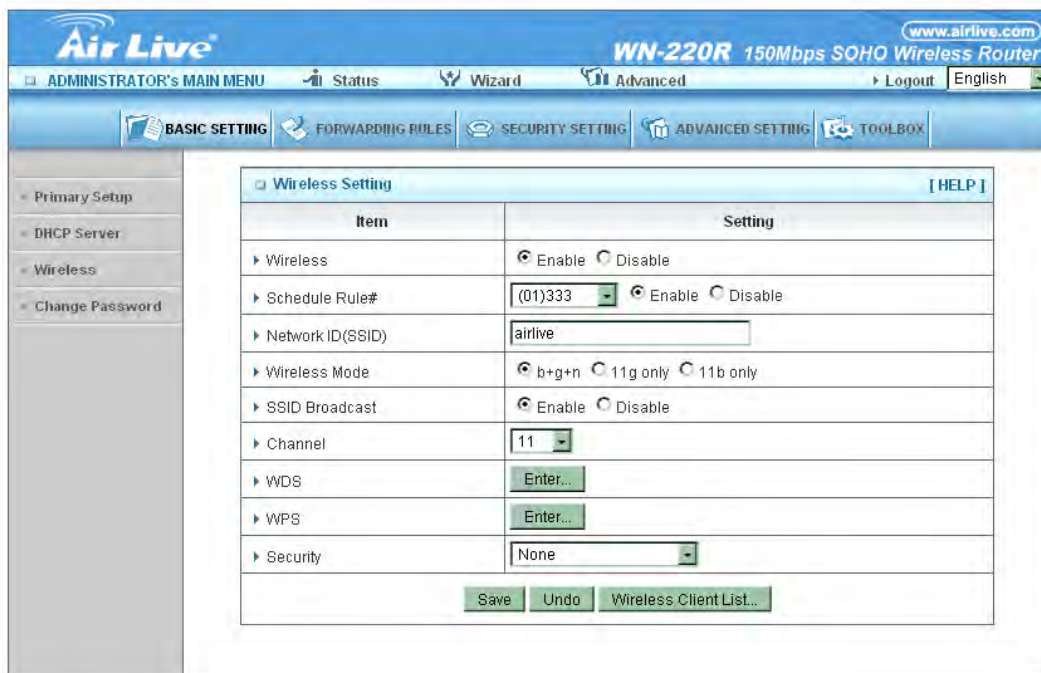 Air Live®
www.airlive.com
WN-220R 150Mbps SOHO Wireless Router
ADMINISTRATOR's MAIN MENU Status Wizard Advanced Logout English
BASIC SETTING FORWARDING RULES SECURITY SETTING ADVANCED SETTING TOOLBOX
Primary Setup
DHCP Server
Wireless
Change Password
Wireless Setting [HELP]
Item Setting
Wireless Enable Disable
Schedule Rule# (01)333 Enable Disable
Network ID(SSID) airlive
Wireless Mode b+g+n 11g only 11b only
SSID Broadcast Enable Disable
Channel 11
WDS Enter...
WPS Enter...
Security None
Save Undo Wireless Client List...